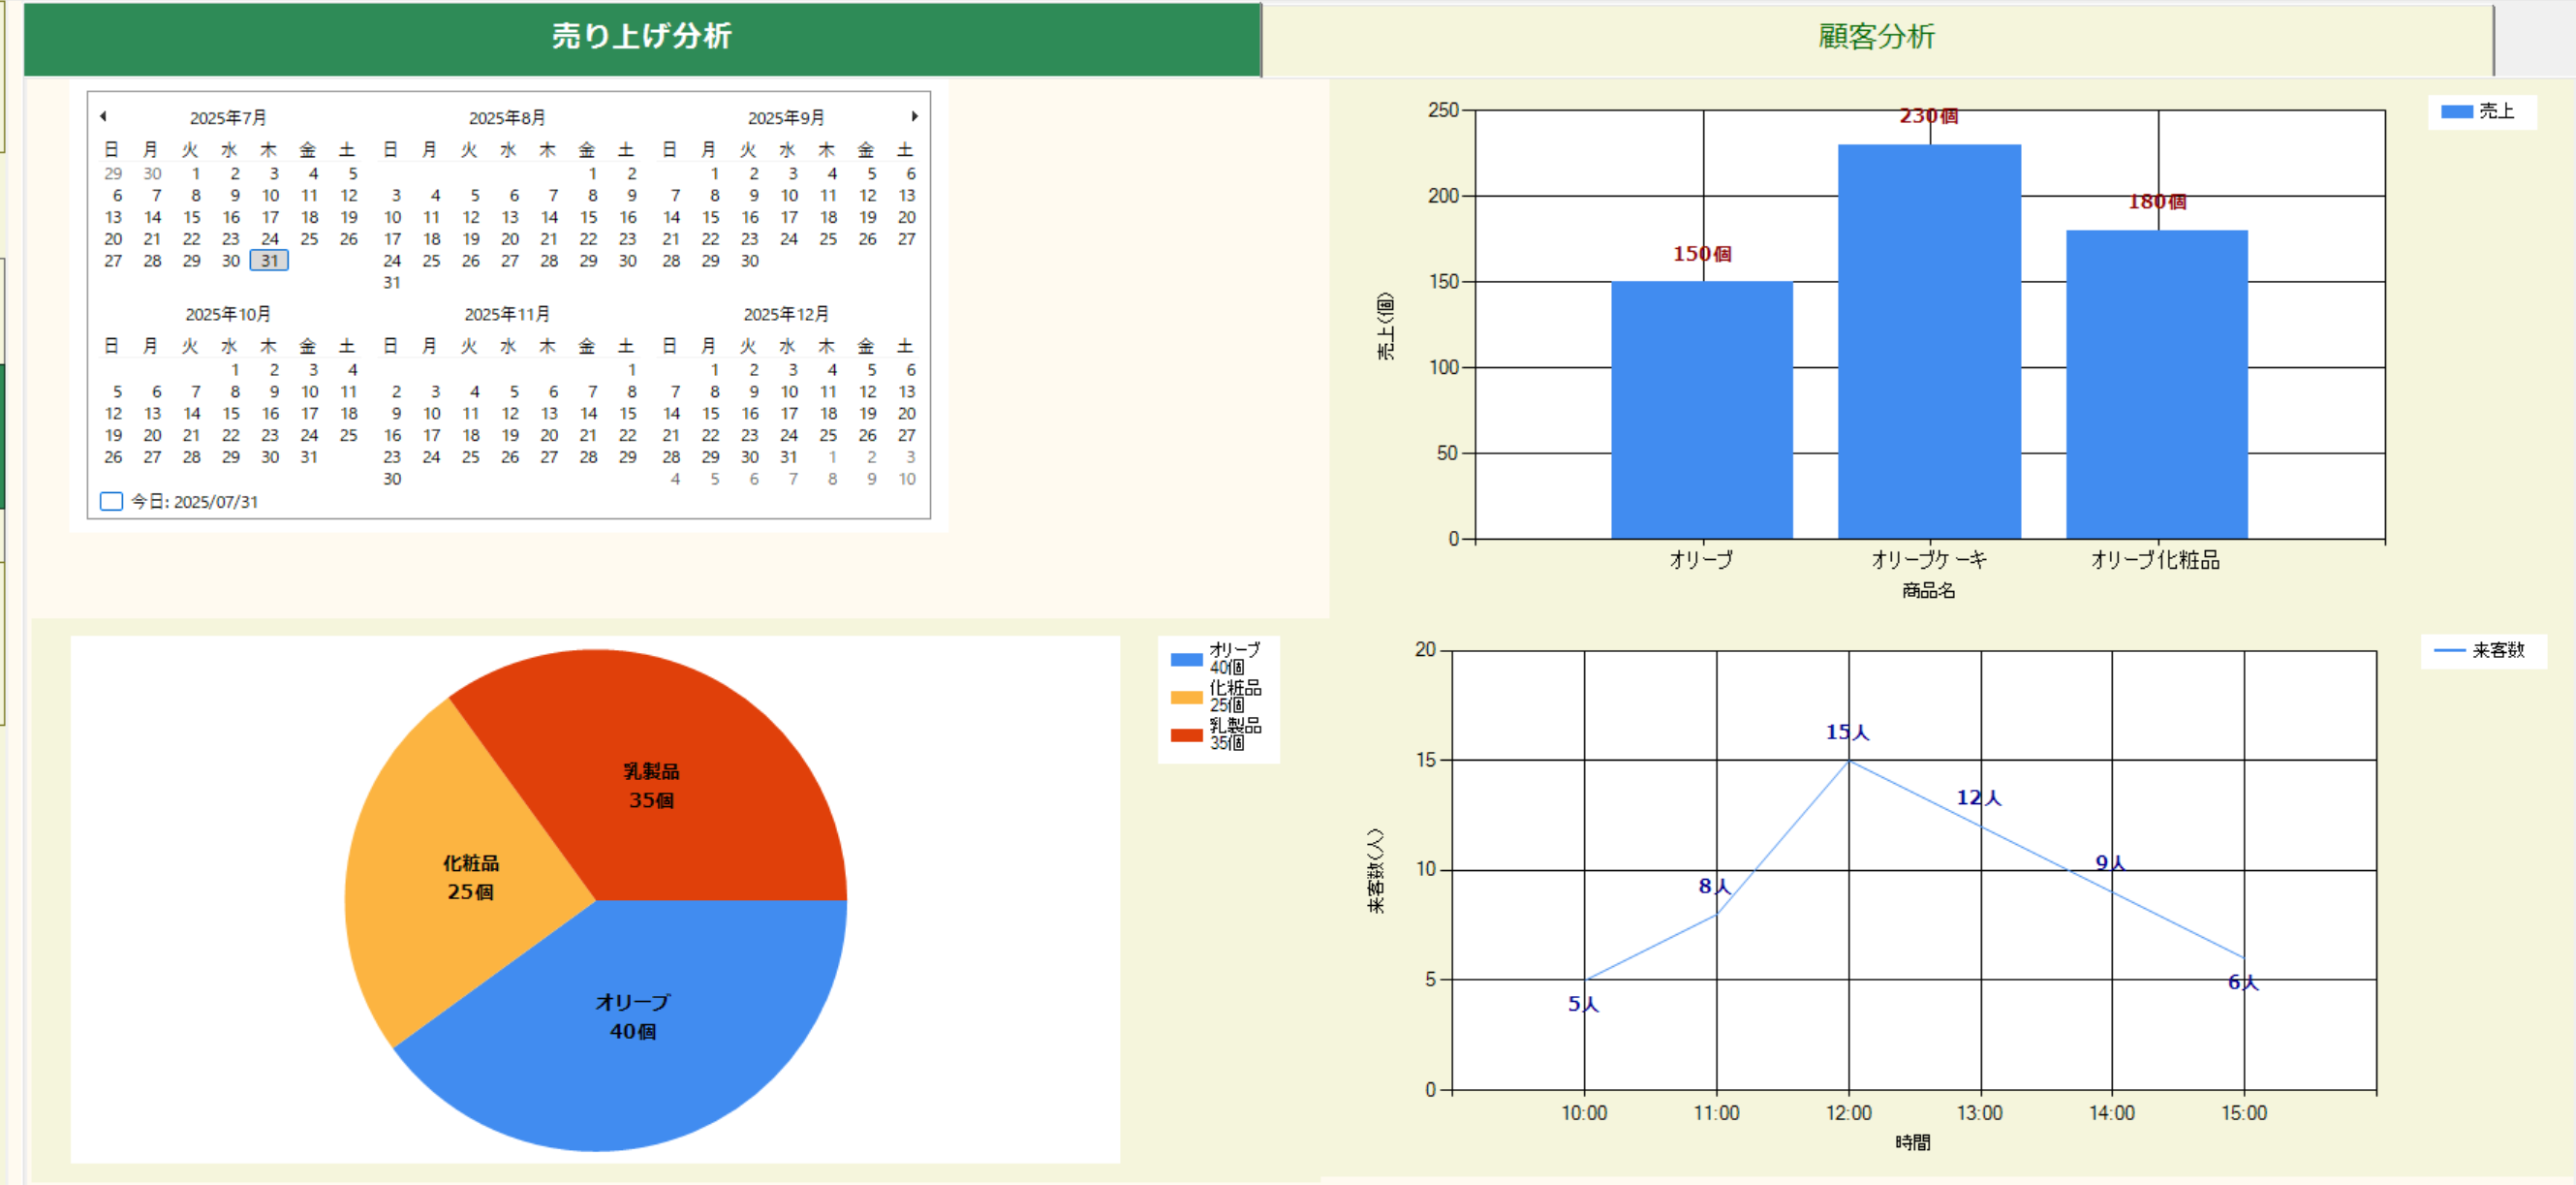 売り上げ分析
顧客分析
2025年7月 2025年8月 2025年9月
日 月 火 水 木 金 土 日 月 火 水 木 金 土 日 月 火 水 木 金 土
29 30 1 2 3 4 5 1 2 1 2 3 4 5 6
6 7 8 9 10 11 12 3 4 5 6 7 8 9 7 8 9 10 11 12 13
13 14 15 16 17 18 19 10 11 12 13 14 15 16 14 15 16 17 18 19 20
20 21 22 23 24 25 26 17 18 19 20 21 22 23 21 22 23 24 25 26 27
27 28 29 30 31 24 25 26 27 28 29 30 28 29 30
31
2025年10月 2025年11月 2025年12月
日 月 火 水 木 金 土 日 月 火 水 木 金 土 日 月 火 水 木 金 土
1 2 3 4 1 1 2 3 4 5 6
5 6 7 8 9 10 11 2 3 4 5 6 7 8 7 8 9 10 11 12 13
12 13 14 15 16 17 18 9 10 11 12 13 14 15 14 15 16 17 18 19 20
19 20 21 22 23 24 25 16 17 18 19 20 21 22 21 22 23 24 25 26 27
26 27 28 29 30 31 23 24 25 26 27 28 29 28 29 30 31 1 2 3
30 4 5 6 7 8 9 10
今日: 2025/07/31
売上
250
200
150
100
50
0
売上(個)
150個
230個
180個
オリーブ オリーブケーキ オリーブ化粧品
商品名
乳製品
35個
化粧品
25個
オリーブ
40個
オリーブ
40個
化粧品
25個
乳製品
35個
来客数
20
15
10
5
0
来客数(人)
5人
8人
15人
12人
9人
6人
10:00 11:00 12:00 13:00 14:00 15:00
時間